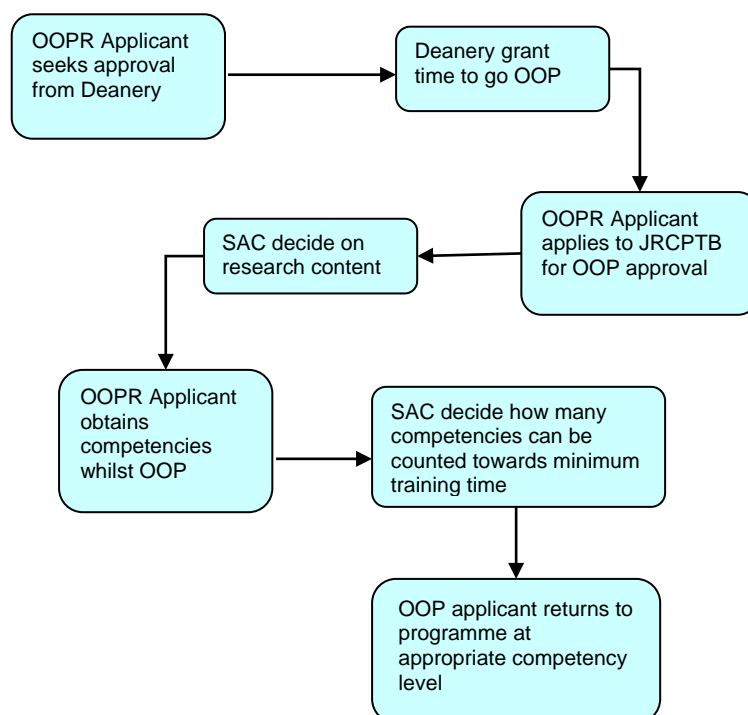 OOPR Applicant
seeks approval
from Deanery
Deanery grant
time to go OOP
OOPR Applicant
applies to JRCPTB
for OOP approval
SAC decide on
research content
OOPR Applicant
obtains
competencies
whilst OOP
SAC decide how many
competencies can be
counted towards minimum
training time
OOP applicant returns to
programme at
appropriate competency
level